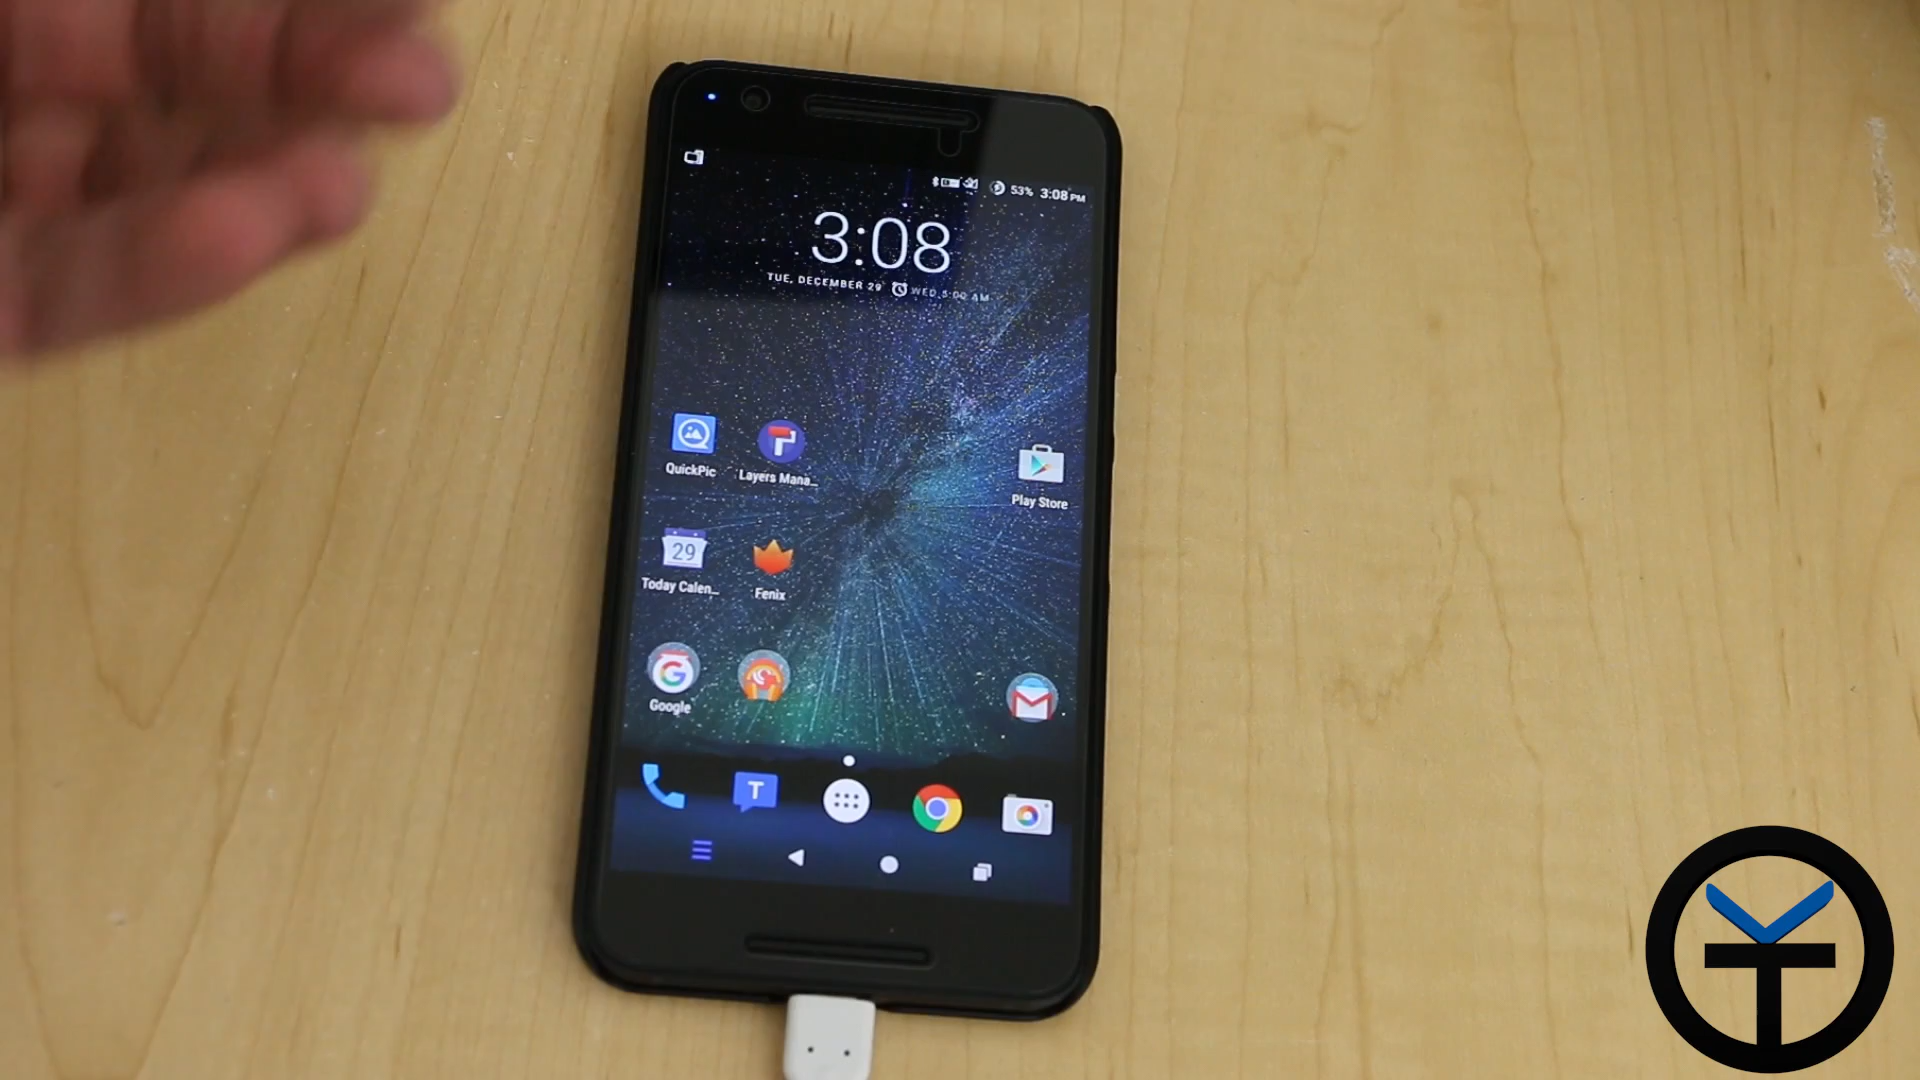 53% 3:08 PM
3:08
TUE, DECEMBER 29 WED 5:00 AM
QuickPic Layers Mana... Play Store
29
Today Calen... Fenix
G
Google
T